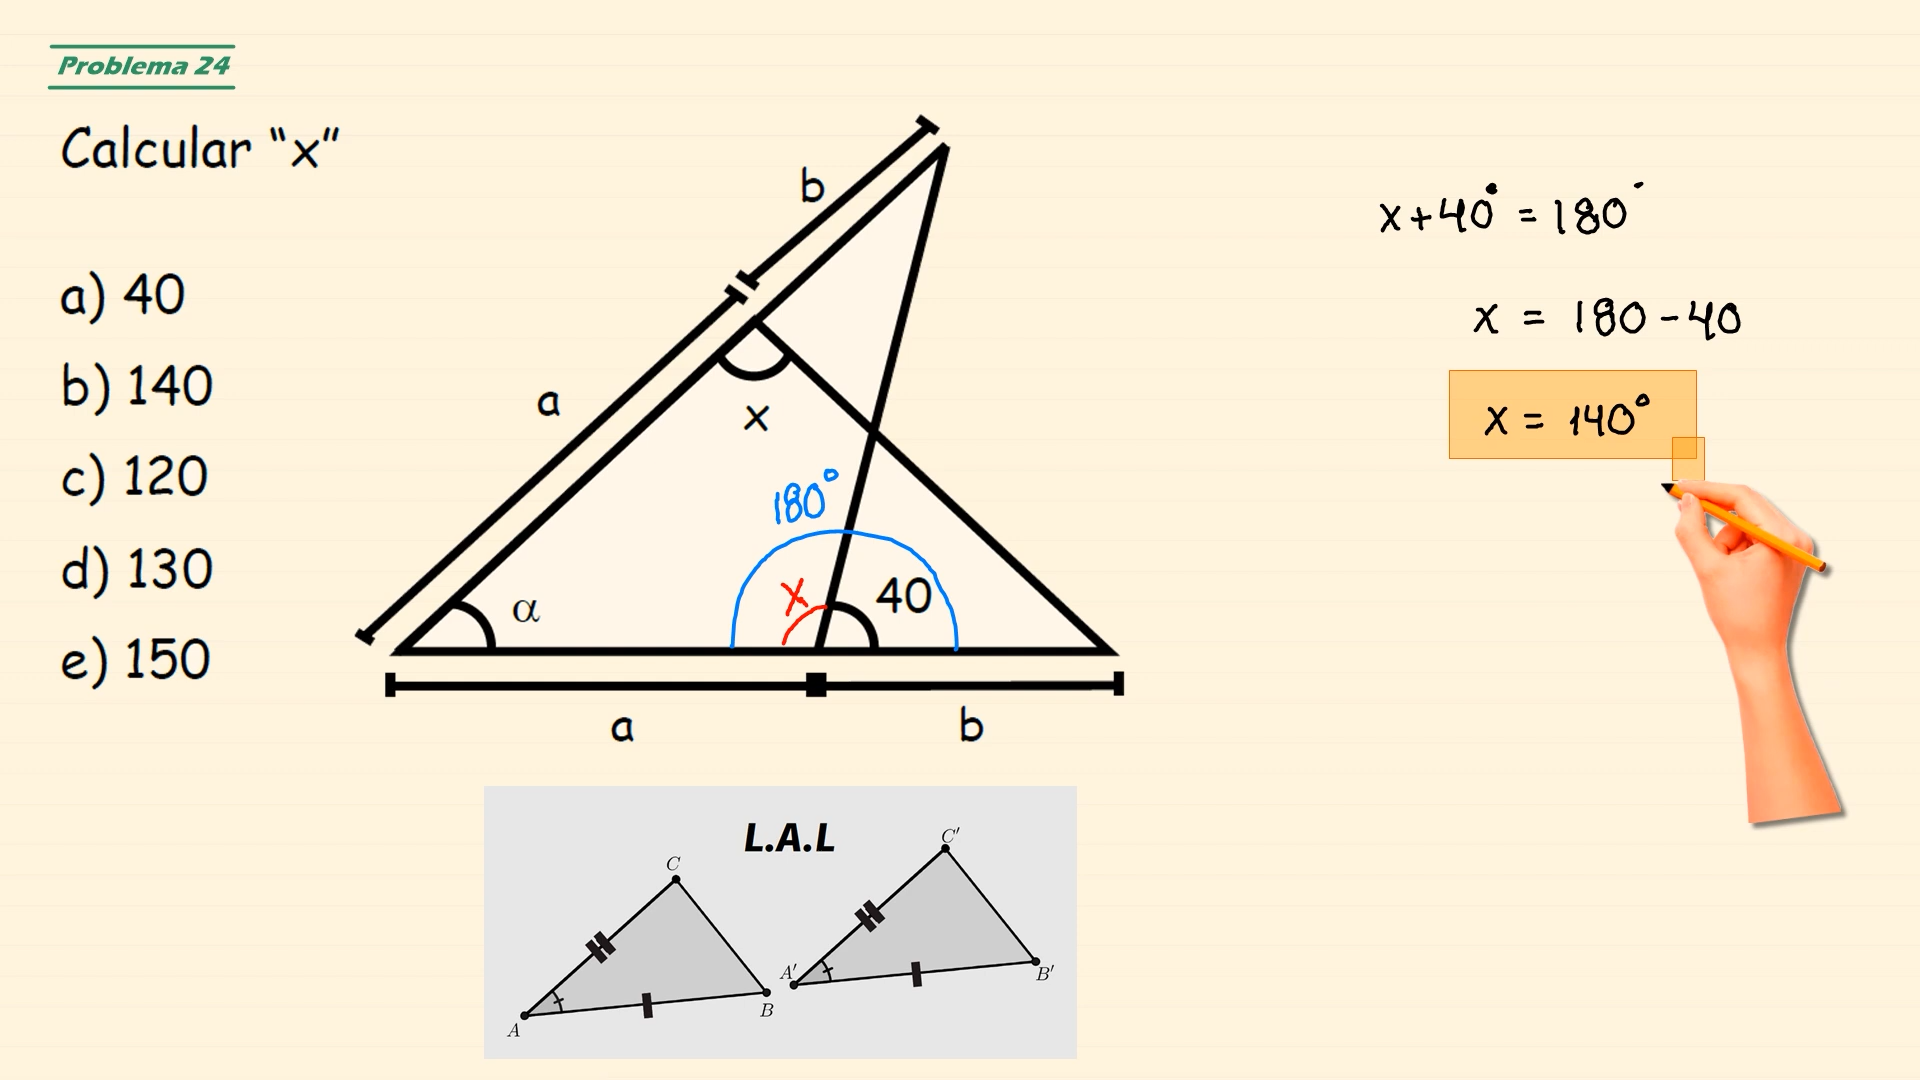 Problema 24
Calcular “x”
a) 40
b) 140
c) 120
d) 130
e) 150
b
a
x
180°
x
40
α
a
b
x+40° = 180°
x = 180-40
x = 140°
L.A.L
C
A
B
C'
A'
B'